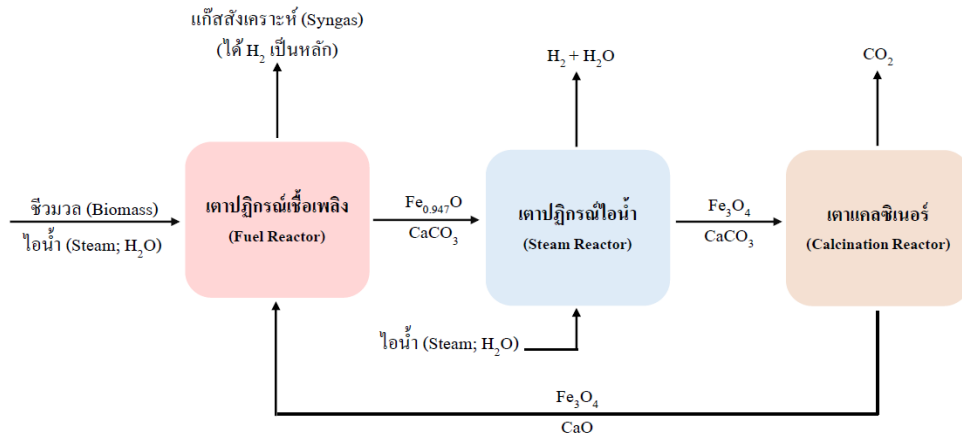 แก๊สสังเคราะห์ (Syngas)
(ได้ H₂ เป็นหลัก)
H₂ + H₂O
CO₂
ชีวมวล (Biomass)
ไอน้ำ (Steam; H₂O)
เตาปฏิกรณ์เชื้อเพลิง
(Fuel Reactor)
Fe₀.₉₄₇O
CaCO₃
เตาปฏิกรณ์ไอน้ำ
(Steam Reactor)
Fe₃O₄
CaCO₃
เตาแคลซิเนอร์
(Calcination Reactor)
ไอน้ำ (Steam; H₂O)
Fe₃O₄
CaO